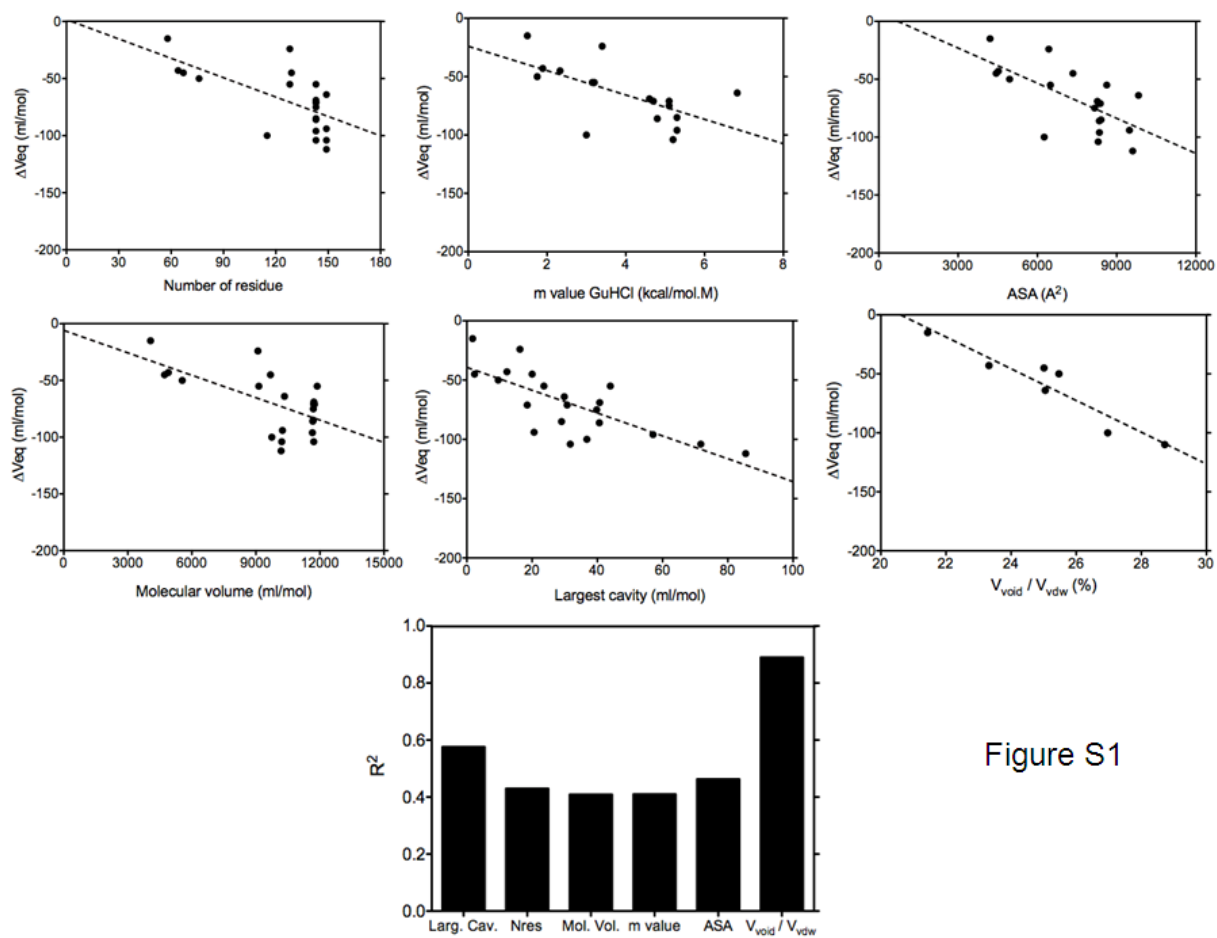 0
-50
-100
-150
-200
ΔVeq (ml/mol)
0 30 60 90 120 150 180
Number of residue
0
-50
-100
-150
-200
ΔVeq (ml/mol)
0 2 4 6 8
m value GuHCl (kcal/mol.M)
0
-50
-100
-150
-200
ΔVeq (ml/mol)
0 3000 6000 9000 12000
ASA (A²)
0
-50
-100
-150
-200
ΔVeq (ml/mol)
0 3000 6000 9000 12000 15000
Molecular volume (ml/mol)
0
-50
-100
-150
-200
ΔVeq (ml/mol)
0 20 40 60 80 100
Largest cavity (ml/mol)
0
-50
-100
-150
-200
ΔVeq (ml/mol)
20 22 24 26 28 30
Vvoid / Vvdw (%)
1.0
0.8
0.6
0.4
0.2
0.0
R²
Larg. Cav. Nres Mol. Vol. m value ASA Vvoid / Vvdw
Figure S1